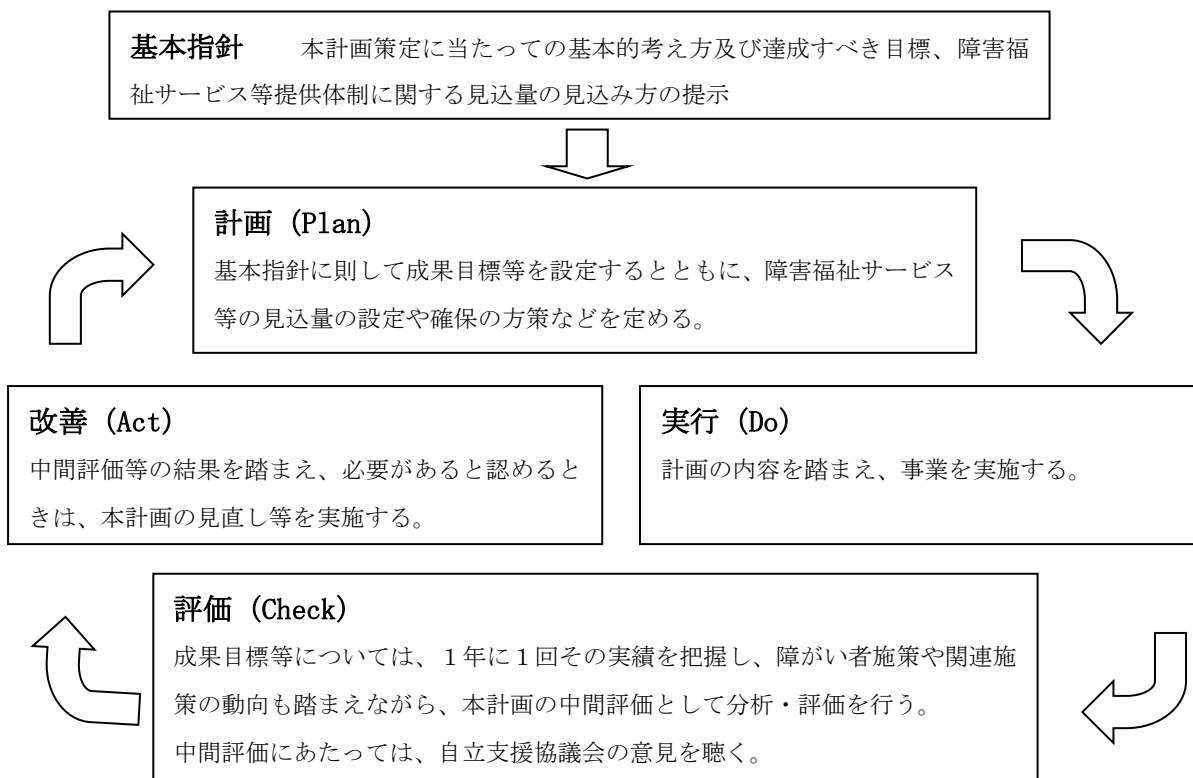 基本指針　　本計画策定に当たっての基本的考え方及び達成すべき目標、障害福
祉サービス等提供体制に関する見込量の見込み方の提示
計画 (Plan)
基本指針に則して成果目標等を設定するとともに、障害福祉サービス
等の見込量の設定や確保の方策などを定める。
改善 (Act)
中間評価等の結果を踏まえ、必要があると認めると
きは、本計画の見直し等を実施する。
実行 (Do)
計画の内容を踏まえ、事業を実施する。
評価 (Check)
成果目標等については、１年に１回その実績を把握し、障がい者施策や関連施
策の動向も踏まえながら、本計画の中間評価として分析・評価を行う。
中間評価にあたっては、自立支援協議会の意見を聴く。